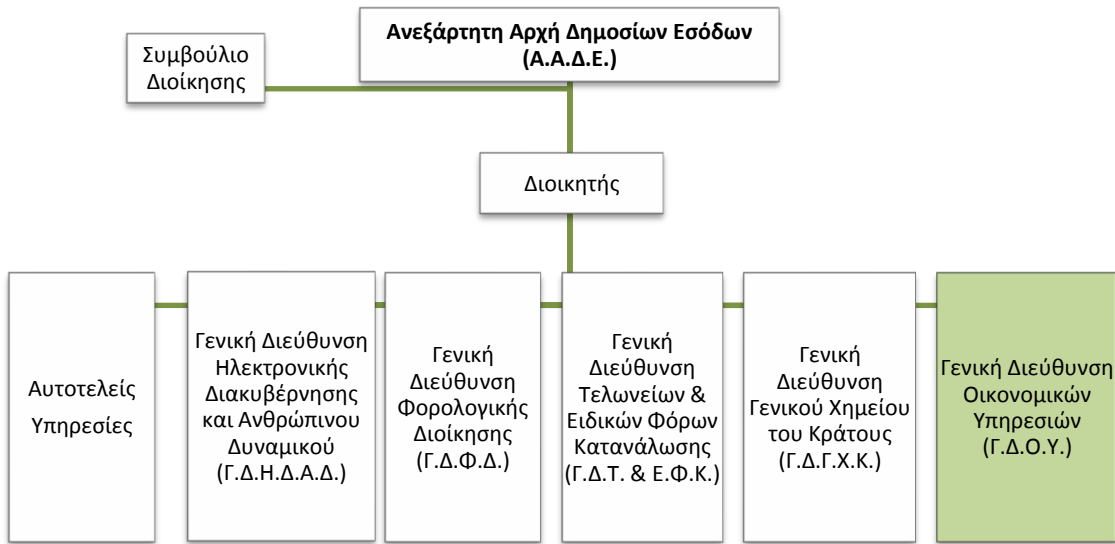 Ανεξάρτητη Αρχή Δημοσίων Εσόδων
(Α.Α.Δ.Ε.)
Συμβούλιο
Διοίκησης
Διοικητής
Αυτοτελείς
Υπηρεσίες
Γενική Διεύθυνση
Ηλεκτρονικής
Διακυβέρνησης
και Ανθρώπινου
Δυναμικού
(Γ.Δ.Η.Δ.Α.Δ.)
Γενική
Διεύθυνση
Φορολογικής
Διοίκησης
(Γ.Δ.Φ.Δ.)
Γενική
Διεύθυνση
Τελωνείων &
Ειδικών Φόρων
Κατανάλωσης
(Γ.Δ.Τ. & Ε.Φ.Κ.)
Γενική
Διεύθυνση
Γενικού Χημείου
του Κράτους
(Γ.Δ.Γ.Χ.Κ.)
Γενική Διεύθυνση
Οικονομικών
Υπηρεσιών
(Γ.Δ.Ο.Υ.)